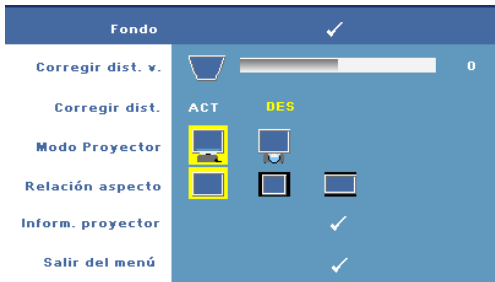 Fondo
Corregir dist. v. 0
Corregir dist. ACT DES
Modo Proyector
Relación aspecto
Inform. proyector
Salir del menú